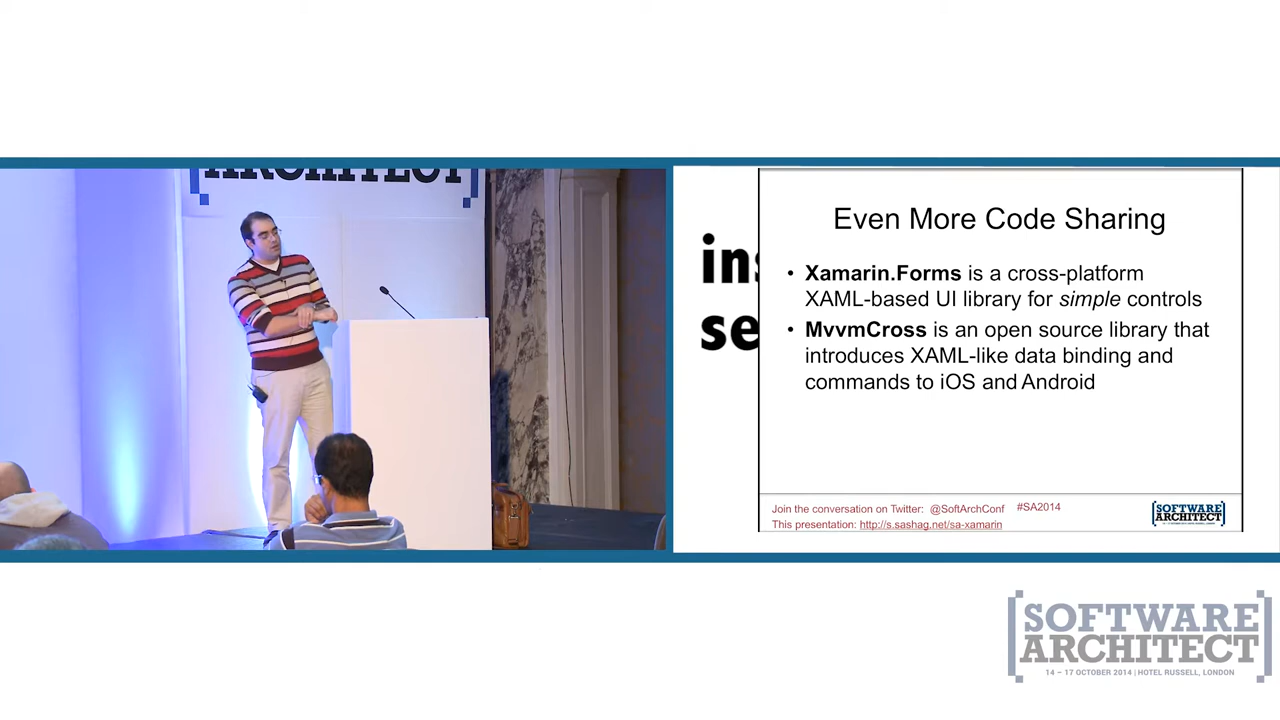 ARCHITECT
Even More Code Sharing
• Xamarin.Forms is a cross-platform
XAML-based UI library for simple controls
• MvvmCross is an open source library that
introduces XAML-like data binding and
commands to iOS and Android
Join the conversation on Twitter: @SoftArchConf #SA2014
This presentation: http://s.sashag.net/sa-xamarin
SOFTWARE
ARCHITECT
[SOFTWARE
ARCHITECT]
14 – 17 OCTOBER 2014 | HOTEL RUSSELL, LONDON